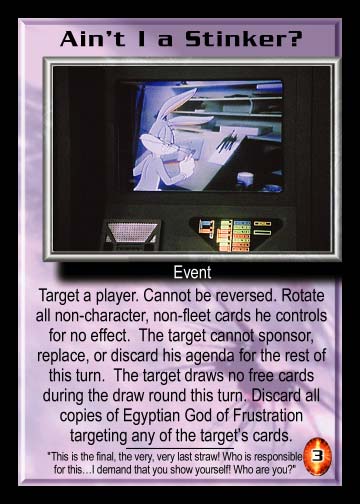 Ain't I a Stinker?
Event
Target a player. Cannot be reversed. Rotate
all non-character, non-fleet cards he controls
for no effect. The target cannot sponsor,
replace, or discard his agenda for the rest of
this turn. The target draws no free cards
during the draw round this turn. Discard all
copies of Egyptian God of Frustration
targeting any of the target's cards.
"This is the final, the very, very last straw! Who is responsible
for this...I demand that you show yourself! Who are you?"
3